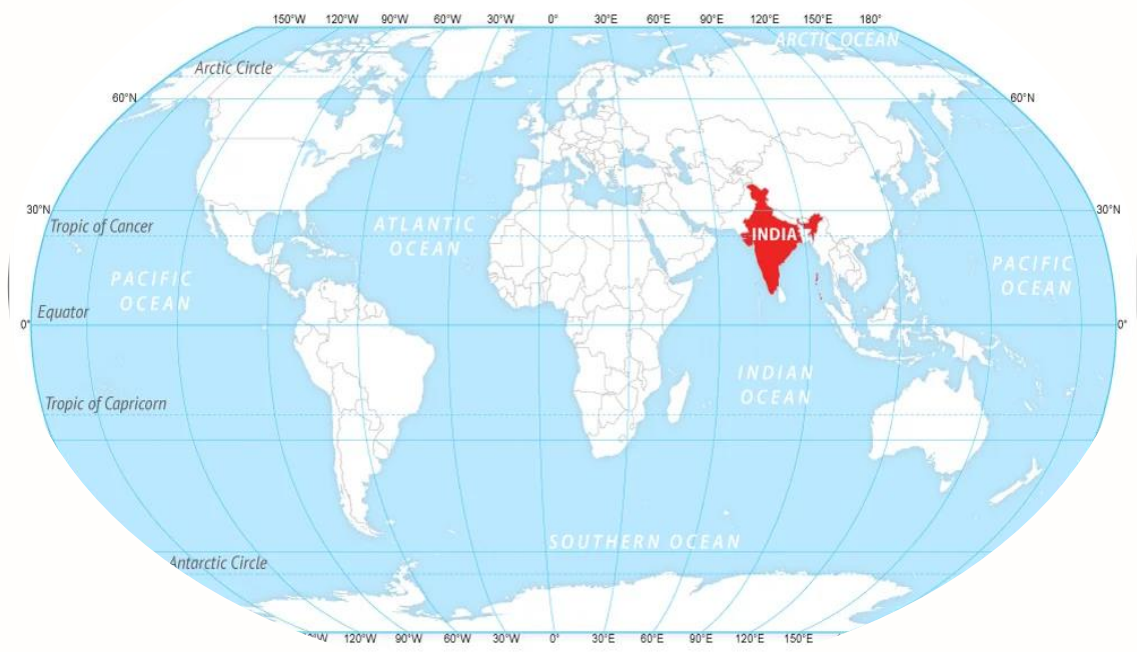 150°W 120°W 90°W 60°W 30°W 0° 30°E 60°E 90°E 120°E 150°E 180°
ARCTIC OCEAN
Arctic Circle
60°N 60°N
30°N 30°N
Tropic of Cancer
ATLANTIC
OCEAN
INDIA
PACIFIC
OCEAN
PACIFIC
OCEAN
Equator
0° 0°
INDIAN
OCEAN
Tropic of Capricorn
SOUTHERN OCEAN
Antarctic Circle
120°W 90°W 60°W 30°W 0° 30°E 60°E 90°E 120°E 150°E